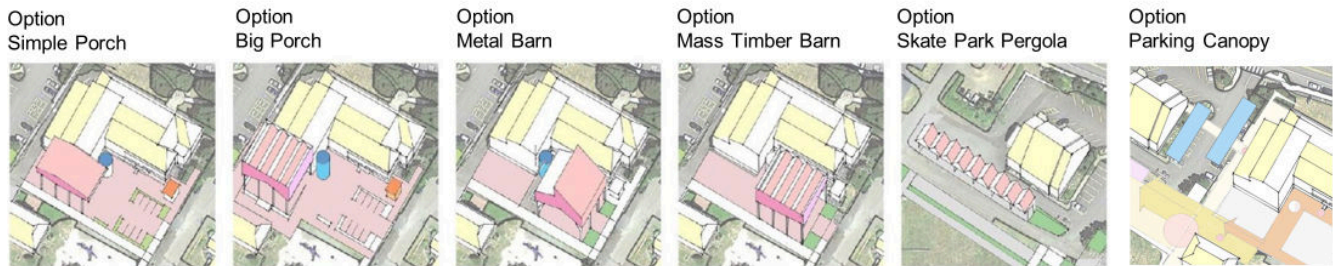 Option
Simple Porch
Option
Big Porch
Option
Metal Barn
Option
Mass Timber Barn
Option
Skate Park Pergola
Option
Parking Canopy